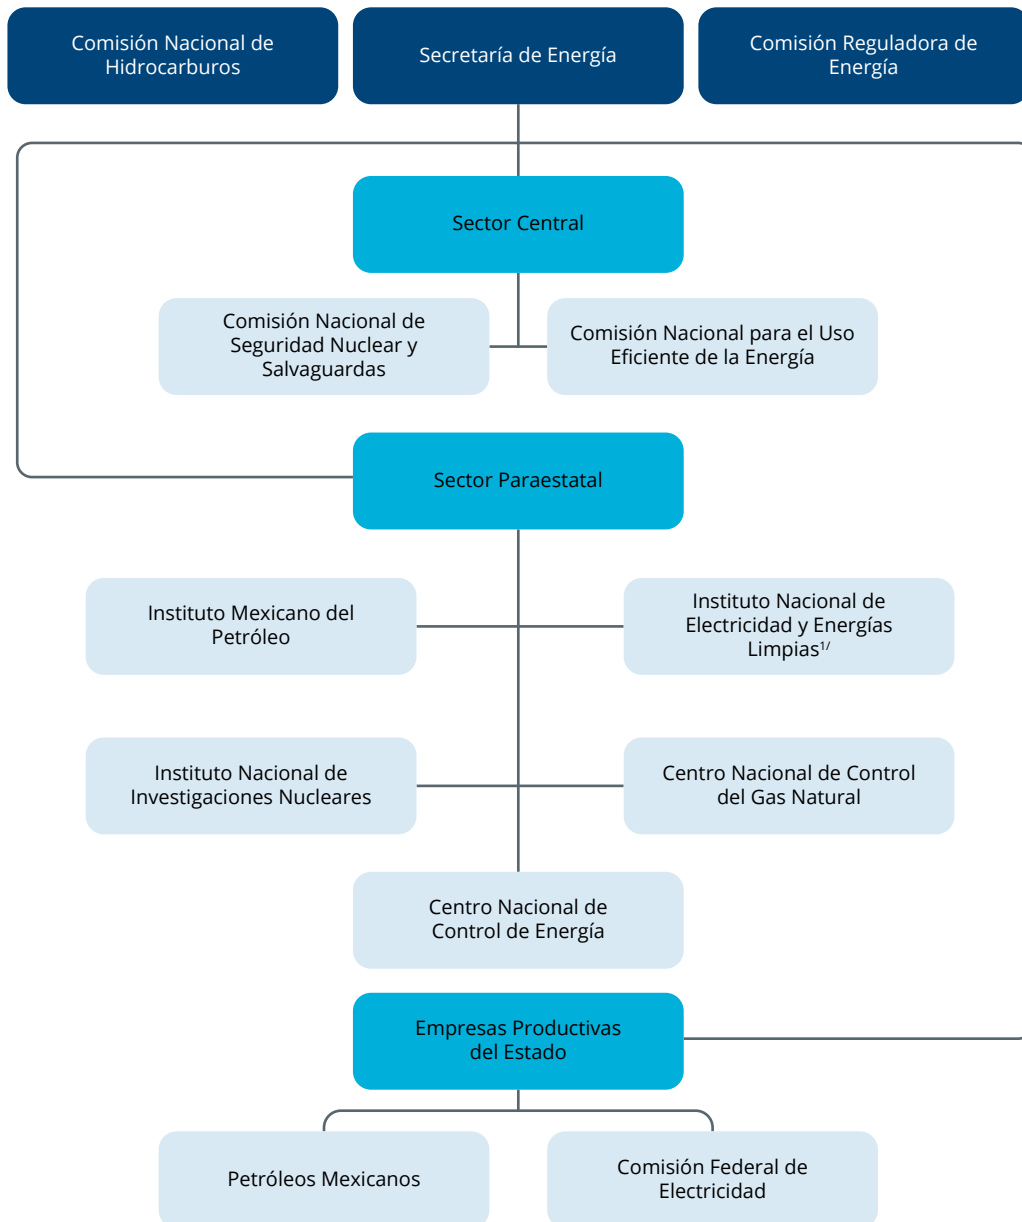 Comisión Nacional de
Hidrocarburos
Secretaría de Energía
Comisión Reguladora de
Energía
Sector Central
Comisión Nacional de
Seguridad Nuclear y
Salvaguardas
Comisión Nacional para el Uso
Eficiente de la Energía
Sector Paraestatal
Instituto Mexicano del
Petróleo
Instituto Nacional de
Electricidad y Energías
Limpias¹/
Instituto Nacional de
Investigaciones Nucleares
Centro Nacional de Control
del Gas Natural
Centro Nacional de
Control de Energía
Empresas Productivas
del Estado
Petróleos Mexicanos
Comisión Federal de
Electricidad